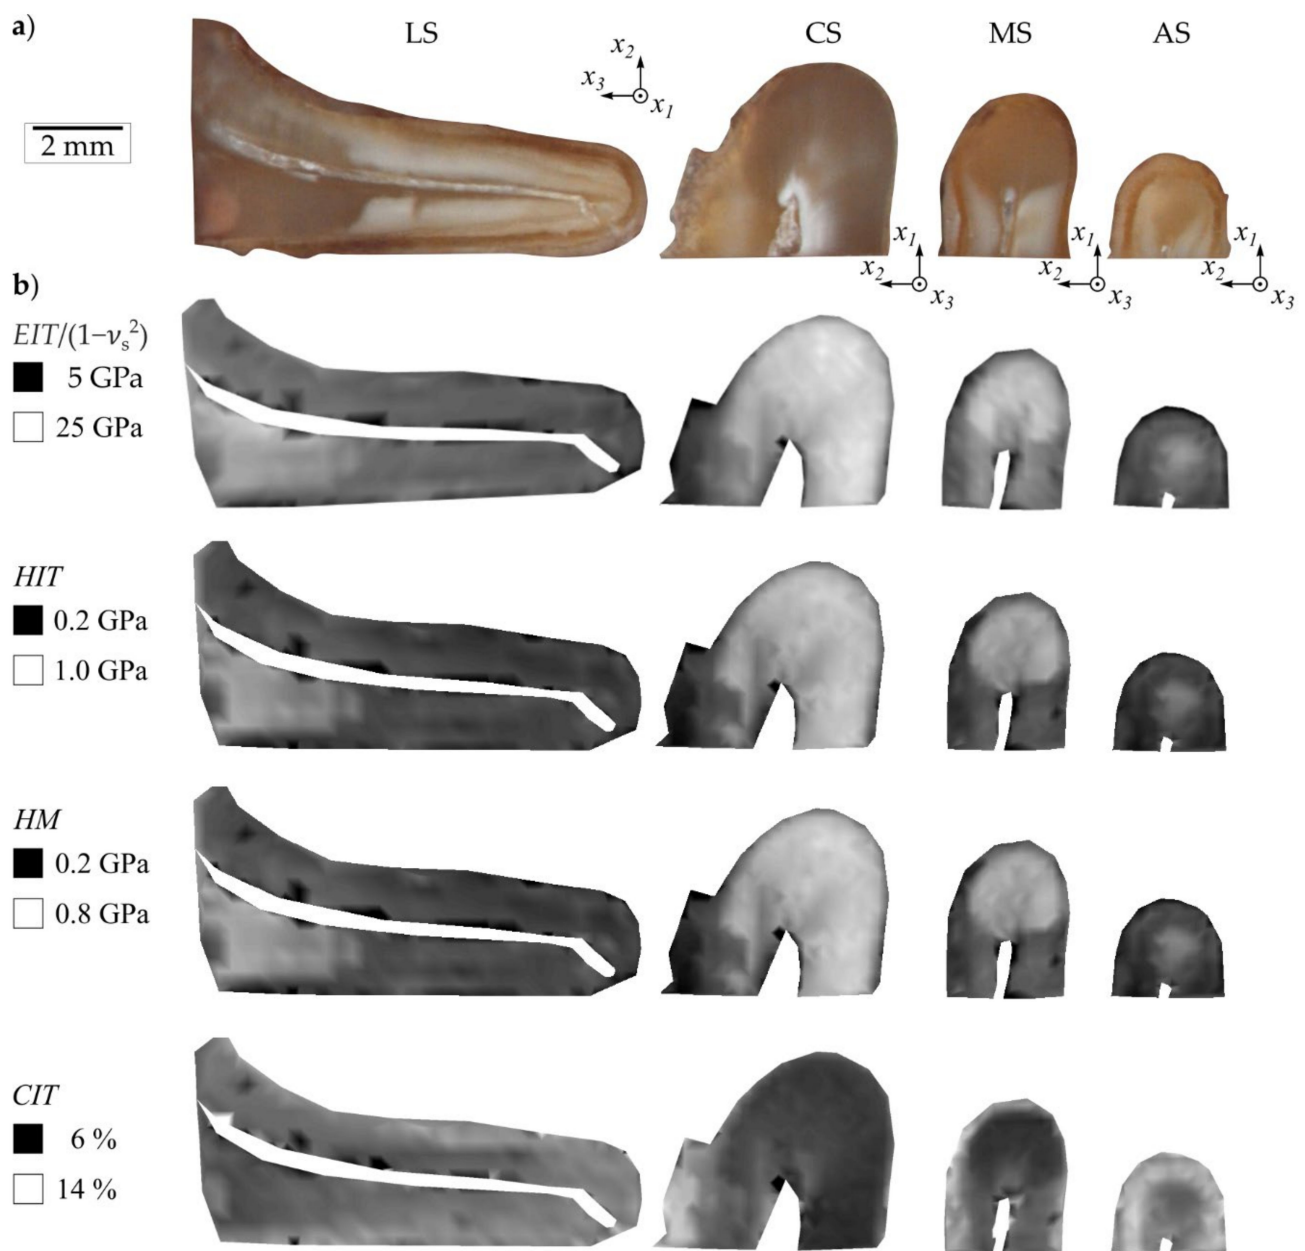 a)
LS
CS
MS
AS
x₂
x₃
x₁
2 mm
x₁
x₂
x₃
x₁
x₂
x₃
x₁
x₂
x₃
b)
EIT/(1−νₛ²)
5 GPa
25 GPa
HIT
0.2 GPa
1.0 GPa
HM
0.2 GPa
0.8 GPa
CIT
6 %
14 %